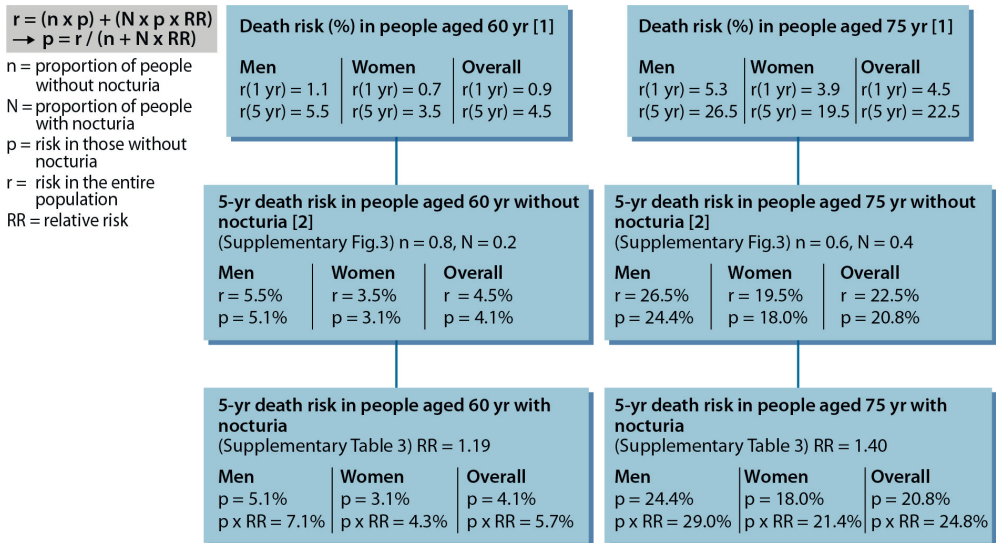 r = (n x p) + (N x p x RR)
→ p = r / (n + N x RR)
n = proportion of people
without nocturia
N = proportion of people
with nocturia
p = risk in those without
nocturia
r = risk in the entire
population
RR = relative risk
Death risk (%) in people aged 60 yr [1]
Men Women Overall
r(1 yr) = 1.1 r(1 yr) = 0.7 r(1 yr) = 0.9
r(5 yr) = 5.5 r(5 yr) = 3.5 r(5 yr) = 4.5
Death risk (%) in people aged 75 yr [1]
Men Women Overall
r(1 yr) = 5.3 r(1 yr) = 3.9 r(1 yr) = 4.5
r(5 yr) = 26.5 r(5 yr) = 19.5 r(5 yr) = 22.5
5-yr death risk in people aged 60 yr without
nocturia [2]
(Supplementary Fig.3) n = 0.8, N = 0.2
Men Women Overall
r = 5.5% r = 3.5% r = 4.5%
p = 5.1% p = 3.1% p = 4.1%
5-yr death risk in people aged 75 yr without
nocturia [2]
(Supplementary Fig.3) n = 0.6, N = 0.4
Men Women Overall
r = 26.5% r = 19.5% r = 22.5%
p = 24.4% p = 18.0% p = 20.8%
5-yr death risk in people aged 60 yr with
nocturia
(Supplementary Table 3) RR = 1.19
Men Women Overall
p = 5.1% p = 3.1% p = 4.1%
p x RR = 7.1% p x RR = 4.3% p x RR = 5.7%
5-yr death risk in people aged 75 yr with
nocturia
(Supplementary Table 3) RR = 1.40
Men Women Overall
p = 24.4% p = 18.0% p = 20.8%
p x RR = 29.0% p x RR = 21.4% p x RR = 24.8%